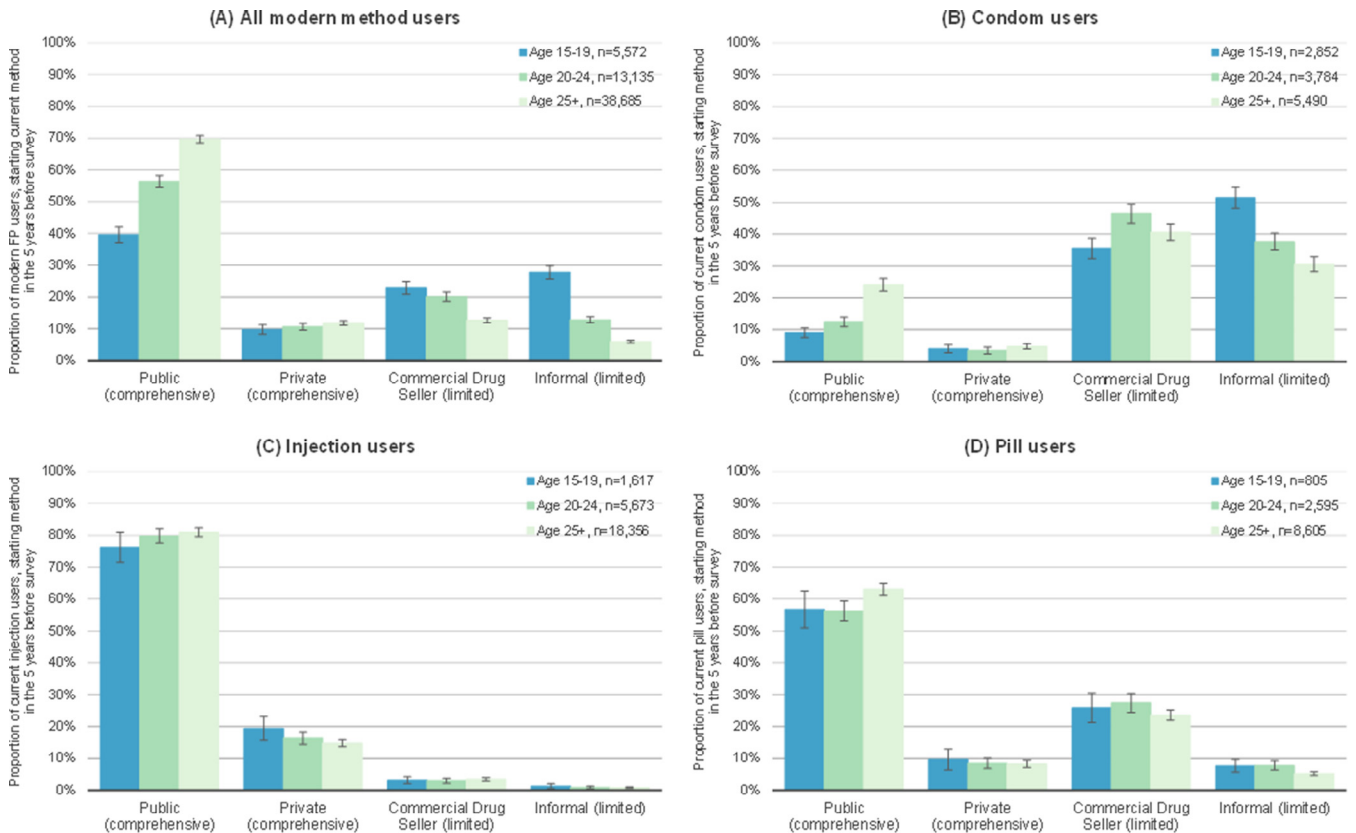 (A) All modern method users
Proportion of modern FP users, starting current method
in the 5 years before survey
100%
90%
80%
70%
60%
50%
40%
30%
20%
10%
0%
Age 15-19, n=5,572
Age 20-24, n=13,135
Age 25+, n=38,685
Public
(comprehensive)
Private
(comprehensive)
Commercial Drug
Seller (limited)
Informal (limited)
(B) Condom users
Proportion of current condom users, starting method
in the 5 years before survey
100%
90%
80%
70%
60%
50%
40%
30%
20%
10%
0%
Age 15-19, n=2,852
Age 20-24, n=3,784
Age 25+, n=5,490
Public
(comprehensive)
Private
(comprehensive)
Commercial Drug
Seller (limited)
Informal (limited)
(C) Injection users
Proportion of current injection users, starting method
in the 5 years before survey
100%
90%
80%
70%
60%
50%
40%
30%
20%
10%
0%
Age 15-19, n=1,617
Age 20-24, n=5,673
Age 25+, n=18,356
Public
(comprehensive)
Private
(comprehensive)
Commercial Drug
Seller (limited)
Informal (limited)
(D) Pill users
Proportion of current pill users, starting method
in the 5 years before survey
100%
90%
80%
70%
60%
50%
40%
30%
20%
10%
0%
Age 15-19, n=805
Age 20-24, n=2,595
Age 25+, n=8,605
Public
(comprehensive)
Private
(comprehensive)
Commercial Drug
Seller (limited)
Informal (limited)